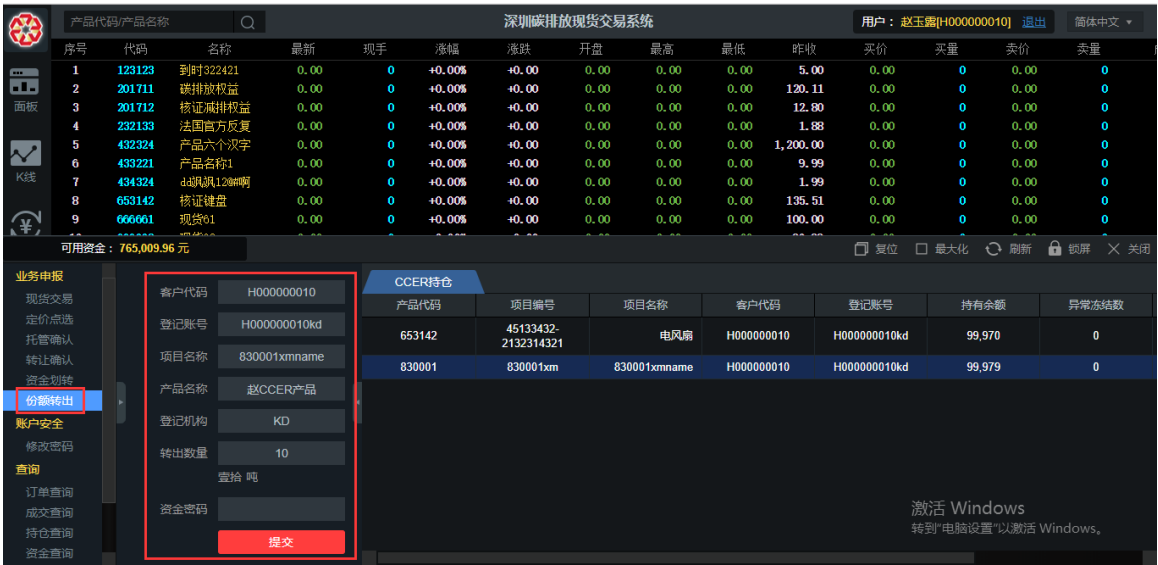 产品代码/产品名称
深圳碳排放现货交易系统
用户： 赵玉露[H000000010] 退出
简体中文
序号 代码 名称 最新 现手 涨幅 涨跌 开盘 最高 最低 昨收 买价 买量 卖价 卖量
1 123123 到时322421 0.00 0 +0.00% +0.00 0.00 0.00 0.00 5.00 0.00 0 0.00 0
2 201711 碳排放权益 0.00 0 +0.00% +0.00 0.00 0.00 0.00 120.11 0.00 0 0.00 0
3 201712 核证减排权益 0.00 0 +0.00% +0.00 0.00 0.00 0.00 12.80 0.00 0 0.00 0
4 232133 法国官方反复 0.00 0 +0.00% +0.00 0.00 0.00 0.00 1.88 0.00 0 0.00 0
5 432324 产品六个汉字 0.00 0 +0.00% +0.00 0.00 0.00 0.00 1,200.00 0.00 0 0.00 0
6 433221 产品名称1 0.00 0 +0.00% +0.00 0.00 0.00 0.00 9.99 0.00 0 0.00 0
7 434324 dd飒飒120##啊 0.00 0 +0.00% +0.00 0.00 0.00 0.00 1.99 0.00 0 0.00 0
8 653142 核证键盘 0.00 0 +0.00% +0.00 0.00 0.00 0.00 135.51 0.00 0 0.00 0
9 666661 现货61 0.00 0 +0.00% +0.00 0.00 0.00 0.00 100.00 0.00 0 0.00 0
面板
K线
可用资金： 765,009.96 元
复位 最大化 刷新 锁屏 关闭
业务申报
现货交易
定价点选
托管确认
转让确认
资金划转
份额转出
账户安全
修改密码
查询
订单查询
成交查询
持仓查询
资金查询
客户代码 H000000010
登记账号 H000000010kd
项目名称 830001xmname
产品名称 赵CCER产品
登记机构 KD
转出数量 10
壹拾 吨
资金密码
提交
CCER持仓
产品代码 项目编号 项目名称 客户代码 登记账号 持有余额 异常冻结数
653142 45133432-2132314321 电风扇 H000000010 H000000010kd 99,970 0
830001 830001xm 830001xmname H000000010 H000000010kd 99,979 0
激活 Windows
转到"电脑设置"以激活 Windows。